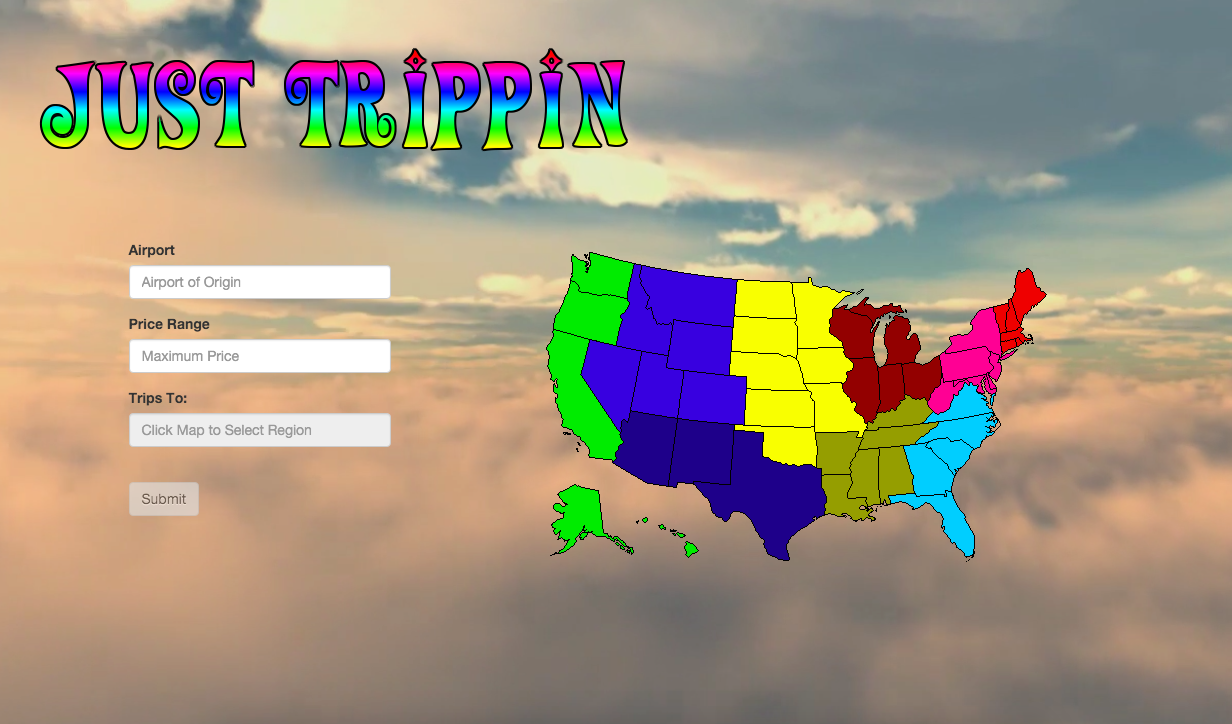 JUST TRIPPIN
Airport
Airport of Origin
Price Range
Maximum Price
Trips To:
Click Map to Select Region
Submit